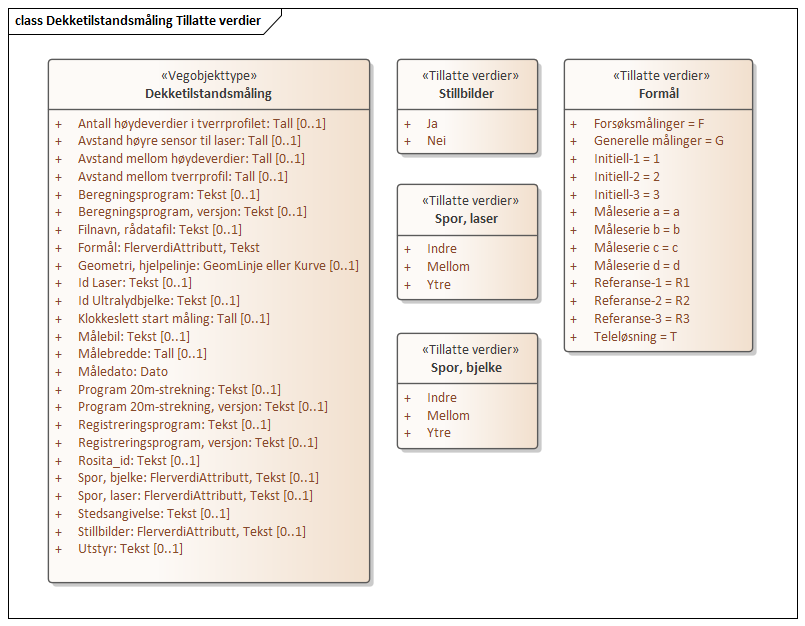 class Dekketilstandsmåling Tillatte verdier
«Vegobjekttype»
Dekketilstandsmåling
+ Antall høydeverdier i tverrprofilet: Tall [0..1]
+ Avstand høyre sensor til laser: Tall [0..1]
+ Avstand mellom høydeverdier: Tall [0..1]
+ Avstand mellom tverrprofil: Tall [0..1]
+ Beregningsprogram: Tekst [0..1]
+ Beregningsprogram, versjon: Tekst [0..1]
+ Filnavn, rådatafil: Tekst [0..1]
+ Formål: FlerverdiAttributt, Tekst
+ Geometri, hjelpelinje: GeomLinje eller Kurve [0..1]
+ Id Laser: Tekst [0..1]
+ Id Ultralydbjelke: Tekst [0..1]
+ Klokkeslett start måling: Tall [0..1]
+ Målebil: Tekst [0..1]
+ Målebredde: Tall [0..1]
+ Måledato: Dato
+ Program 20m-strekning: Tekst [0..1]
+ Program 20m-strekning, versjon: Tekst [0..1]
+ Registreringsprogram: Tekst [0..1]
+ Registreringsprogram, versjon: Tekst [0..1]
+ Rosita_id: Tekst [0..1]
+ Spor, bjelke: FlerverdiAttributt, Tekst [0..1]
+ Spor, laser: FlerverdiAttributt, Tekst [0..1]
+ Stedsangivelse: Tekst [0..1]
+ Stillbilder: FlerverdiAttributt, Tekst [0..1]
+ Utstyr: Tekst [0..1]
«Tillatte verdier»
Stillbilder
+ Ja
+ Nei
«Tillatte verdier»
Spor, laser
+ Indre
+ Mellom
+ Ytre
«Tillatte verdier»
Spor, bjelke
+ Indre
+ Mellom
+ Ytre
«Tillatte verdier»
Formål
+ Forsøksmålinger = F
+ Generelle målinger = G
+ Initiell-1 = 1
+ Initiell-2 = 2
+ Initiell-3 = 3
+ Måleserie a = a
+ Måleserie b = b
+ Måleserie c = c
+ Måleserie d = d
+ Referanse-1 = R1
+ Referanse-2 = R2
+ Referanse-3 = R3
+ Teleløsning = T